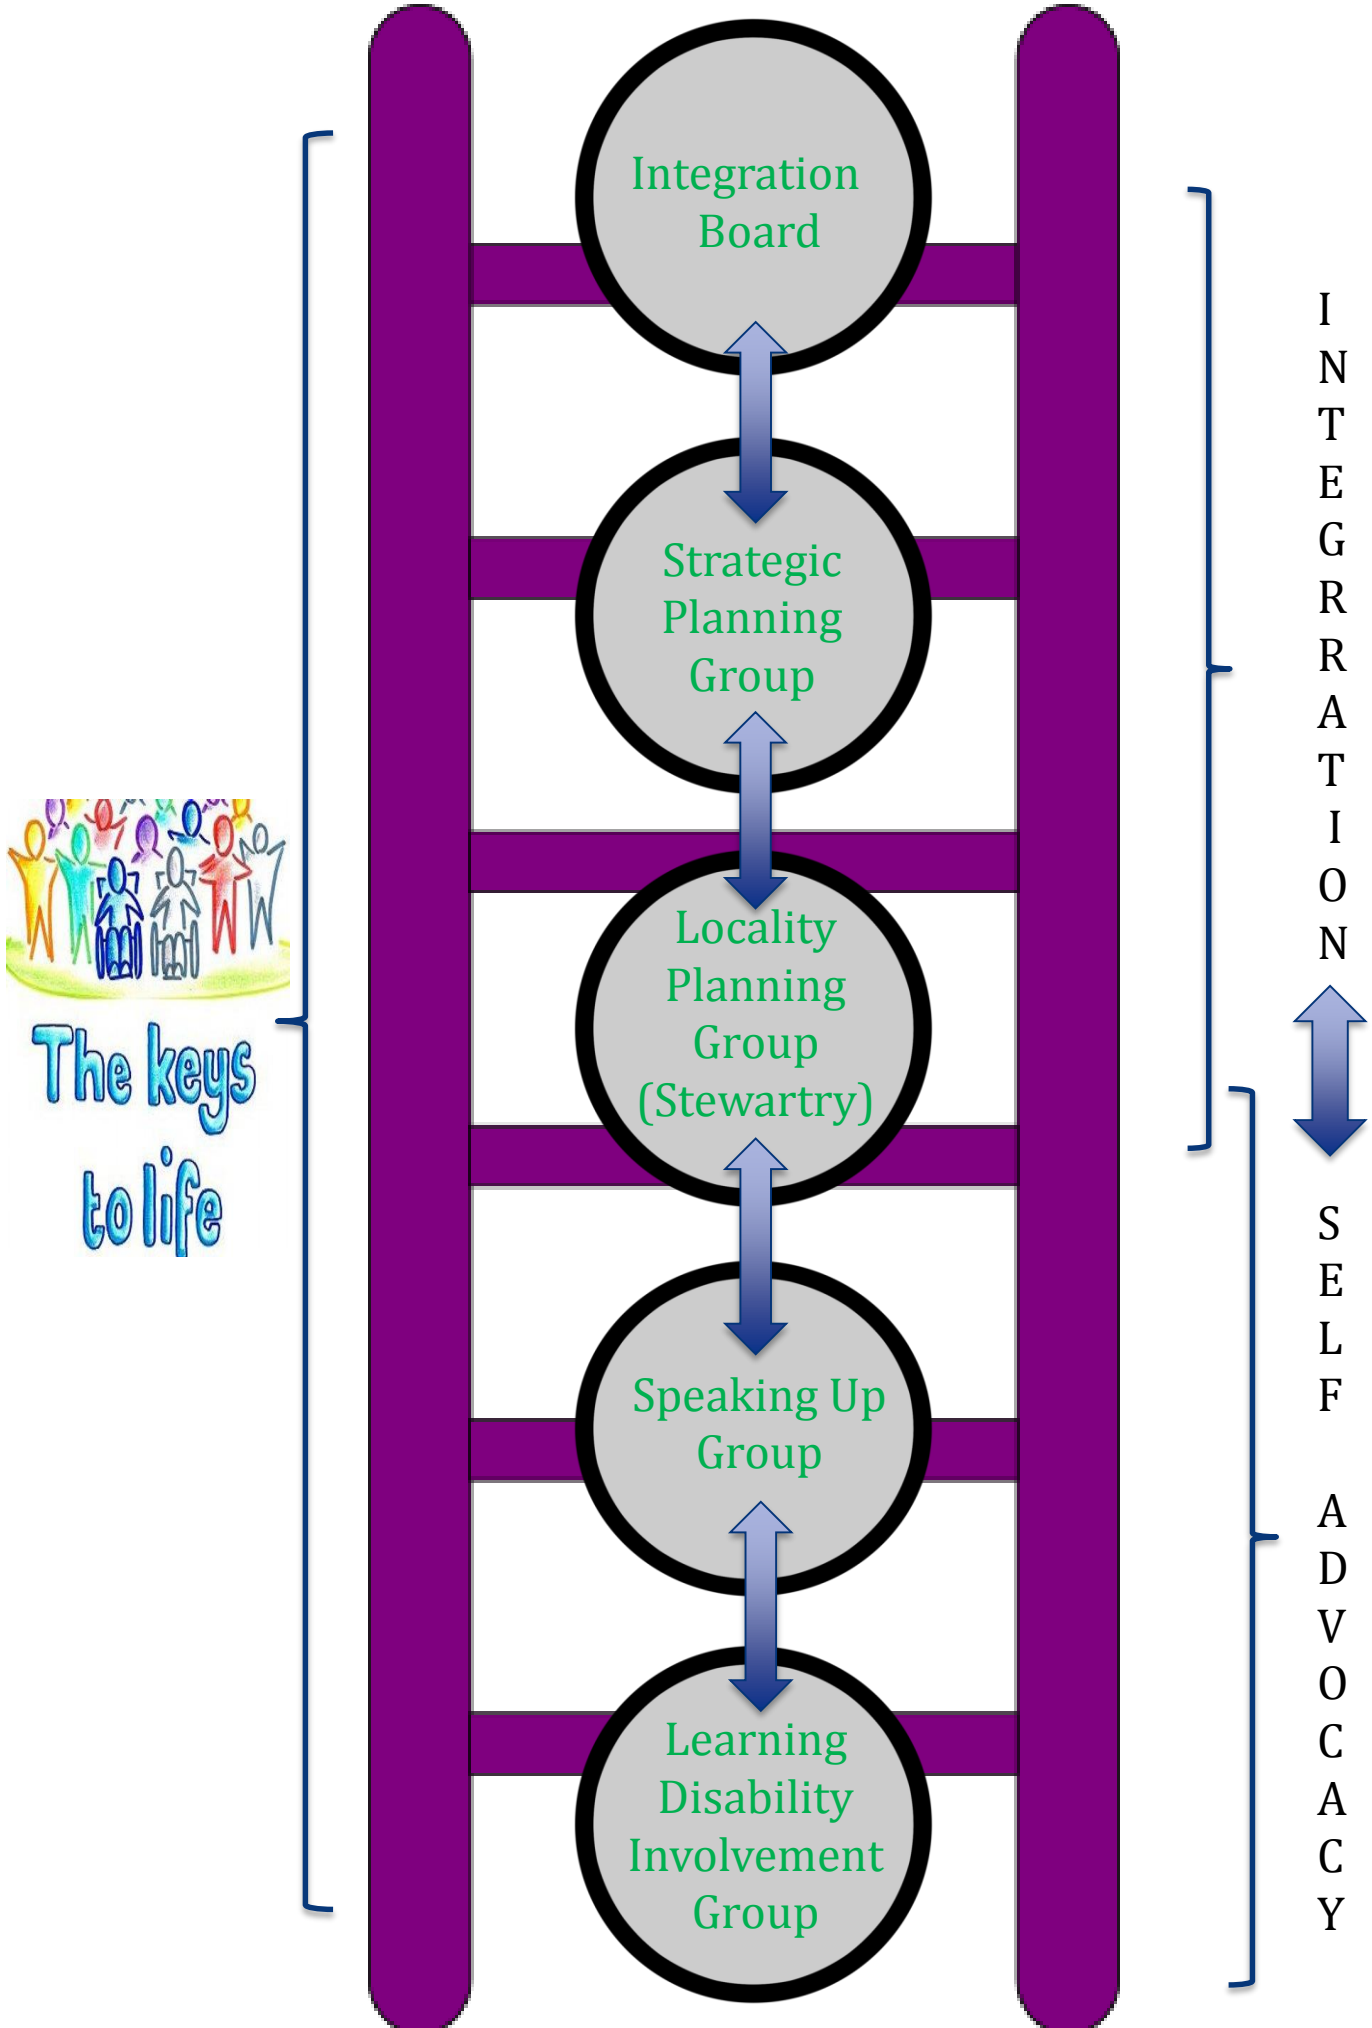 Integration
Board
Strategic
Planning
Group
Locality
Planning
Group
(Stewartry)
Speaking Up
Group
Learning
Disability
Involvement
Group
The keys
to life
I
N
T
E
G
R
R
A
T
I
O
N
S
E
L
F
A
D
V
O
C
A
C
Y